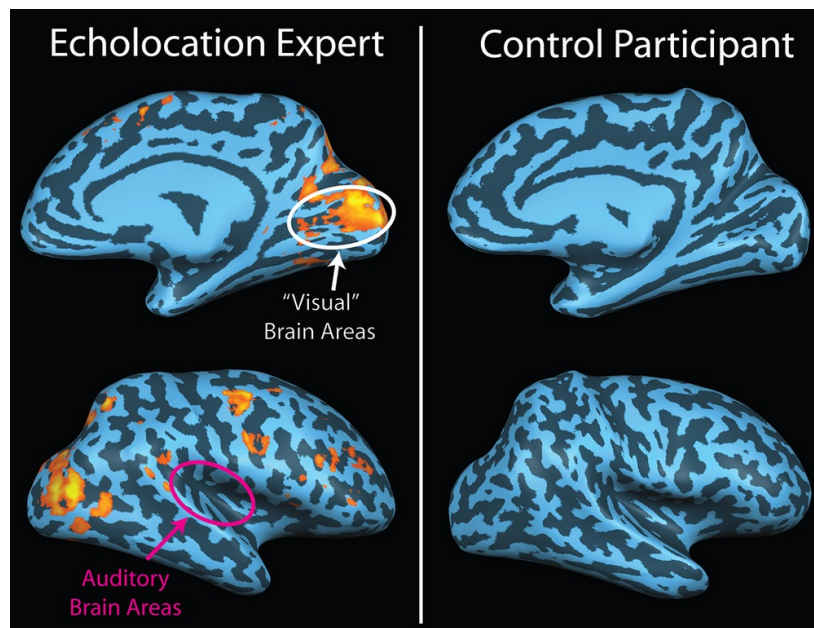 Echolocation Expert
Control Participant
“Visual”
Brain Areas
Auditory
Brain Areas